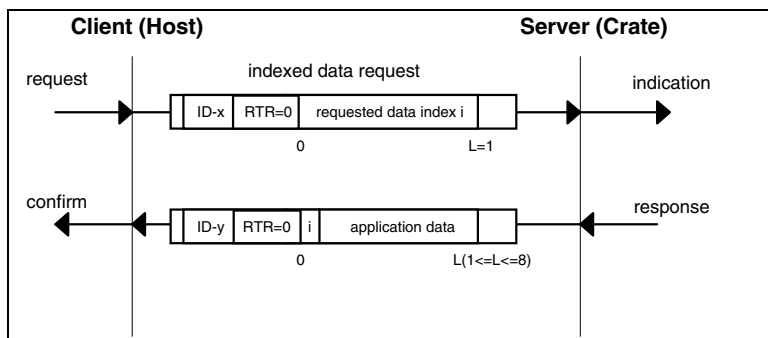 Client (Host) Server (Crate)
indexed data request
request indication
ID-x RTR=0 requested data index i
0 L=1
confirm response
ID-y RTR=0 i application data
0 L(1<=L<=8)